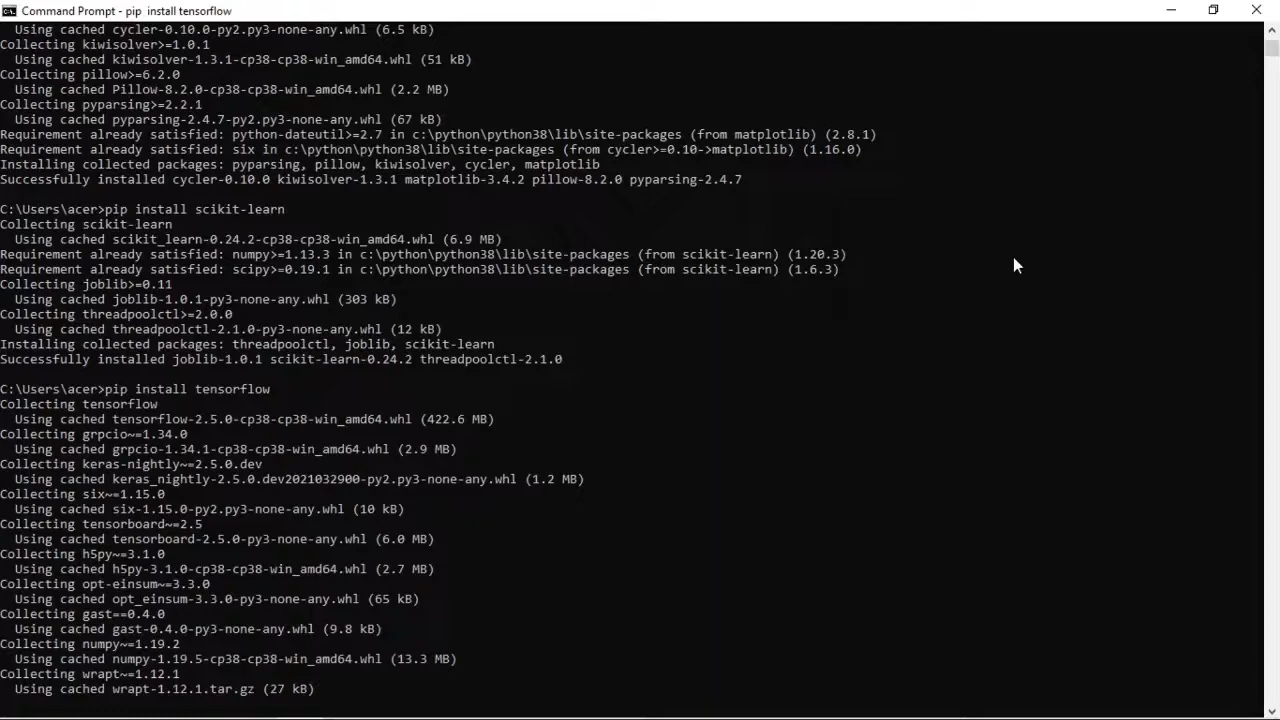 Command Prompt - pip  install tensorflow
Using cached cycler-0.10.0-py2.py3-none-any.whl (6.5 kB)
Collecting kiwisolver>=1.0.1
Using cached kiwisolver-1.3.1-cp38-cp38-win_amd64.whl (51 kB)
Collecting pillow>=6.2.0
Using cached Pillow-8.2.0-cp38-cp38-win_amd64.whl (2.2 MB)
Collecting pyparsing>=2.2.1
Using cached pyparsing-2.4.7-py2.py3-none-any.whl (67 kB)
Requirement already satisfied: python-dateutil>=2.7 in c:\python\python38\lib\site-packages (from matplotlib) (2.8.1)
Requirement already satisfied: six in c:\python\python38\lib\site-packages (from cycler>=0.10->matplotlib) (1.16.0)
Installing collected packages: pyparsing, pillow, kiwisolver, cycler, matplotlib
Successfully installed cycler-0.10.0 kiwisolver-1.3.1 matplotlib-3.4.2 pillow-8.2.0 pyparsing-2.4.7
C:\Users\acer>pip install scikit-learn
Collecting scikit-learn
Using cached scikit_learn-0.24.2-cp38-cp38-win_amd64.whl (6.9 MB)
Requirement already satisfied: numpy>=1.13.3 in c:\python\python38\lib\site-packages (from scikit-learn) (1.20.3)
Requirement already satisfied: scipy>=0.19.1 in c:\python\python38\lib\site-packages (from scikit-learn) (1.6.3)
Collecting joblib>=0.11
Using cached joblib-1.0.1-py3-none-any.whl (303 kB)
Collecting threadpoolctl>=2.0.0
Using cached threadpoolctl-2.1.0-py3-none-any.whl (12 kB)
Installing collected packages: threadpoolctl, joblib, scikit-learn
Successfully installed joblib-1.0.1 scikit-learn-0.24.2 threadpoolctl-2.1.0
C:\Users\acer>pip install tensorflow
Collecting tensorflow
Using cached tensorflow-2.5.0-cp38-cp38-win_amd64.whl (422.6 MB)
Collecting grpcio~=1.34.0
Using cached grpcio-1.34.1-cp38-cp38-win_amd64.whl (2.9 MB)
Collecting keras-nightly~=2.5.0.dev
Using cached keras_nightly-2.5.0.dev2021032900-py2.py3-none-any.whl (1.2 MB)
Collecting six~=1.15.0
Using cached six-1.15.0-py2.py3-none-any.whl (10 kB)
Collecting tensorboard~=2.5
Using cached tensorboard-2.5.0-py3-none-any.whl (6.0 MB)
Collecting h5py~=3.1.0
Using cached h5py-3.1.0-cp38-cp38-win_amd64.whl (2.7 MB)
Collecting opt-einsum~=3.3.0
Using cached opt_einsum-3.3.0-py3-none-any.whl (65 kB)
Collecting gast==0.4.0
Using cached gast-0.4.0-py3-none-any.whl (9.8 kB)
Collecting numpy~=1.19.2
Using cached numpy-1.19.5-cp38-cp38-win_amd64.whl (13.3 MB)
Collecting wrapt~=1.12.1
Using cached wrapt-1.12.1.tar.gz (27 kB)